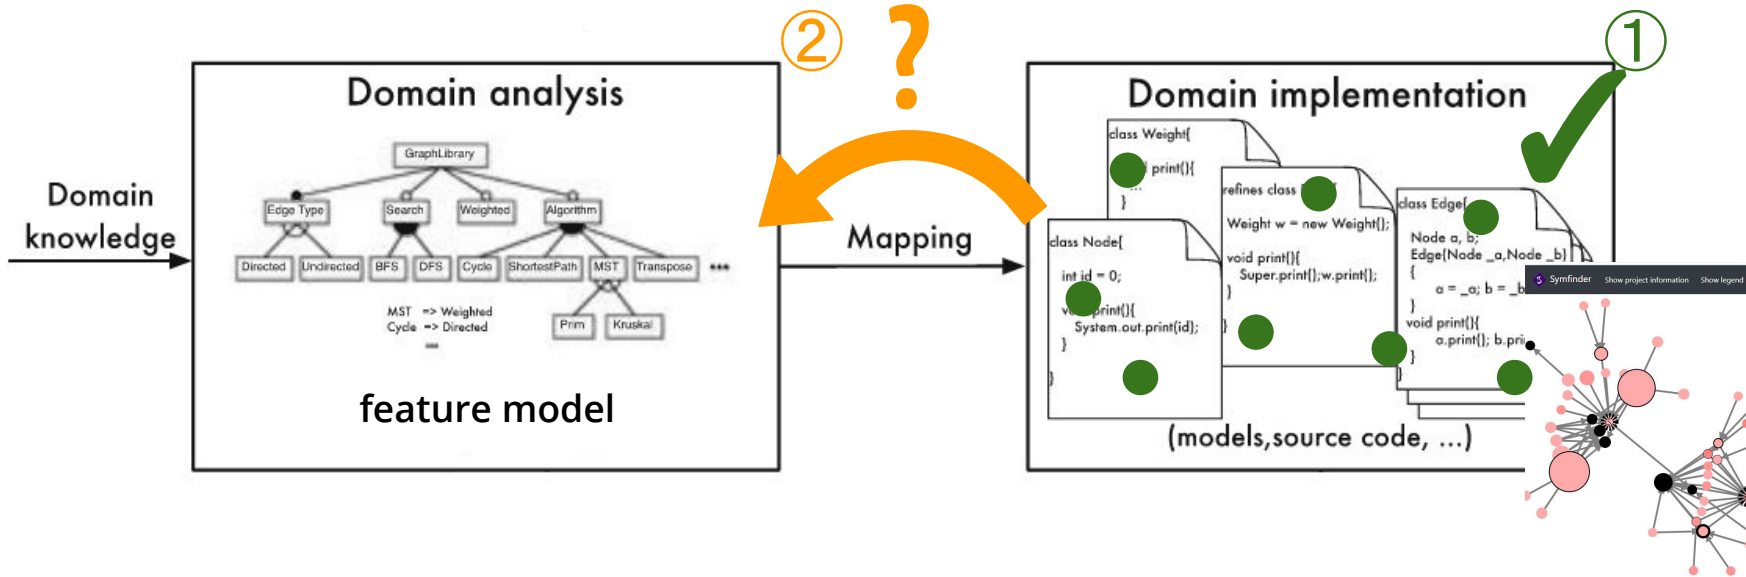 ②
?
①
Domain analysis
Domain implementation
GraphLibrary
Edge Type
Search
Weighted
Algorithm
Directed
Undirected
BFS
DFS
Cycle
ShortestPath
MST
Transpose
MST => Weighted
Cycle => Directed
Prim
Kruskal
feature model
Domain
knowledge
Mapping
class Weight{
print(){
...
}
refines class
Weight w = new Weight();
void print(){
Super.print();w.print();
}
}
class Edge{
Node a, b;
Edge(Node _a,Node _b)
{
a = _a; b = _b
}
void print(){
a.print(); b.pri
}
}
class Node{
int id = 0;
print(){
System.out.print(id);
}
}
(models,source code, ...)
Symfinder
Show project information
Show legend